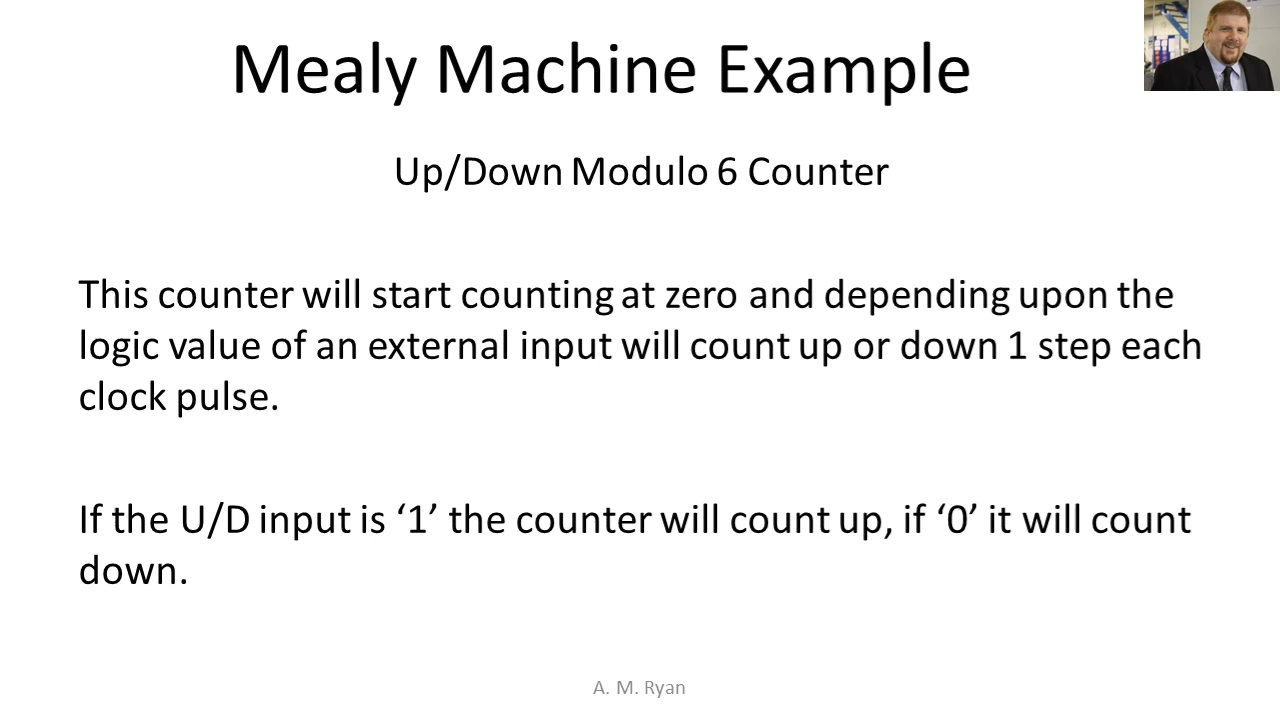 Mealy Machine Example
Up/Down Modulo 6 Counter
This counter will start counting at zero and depending upon the
logic value of an external input will count up or down 1 step each
clock pulse.
If the U/D input is ‘1’ the counter will count up, if ‘0’ it will count
down.
A. M. Ryan